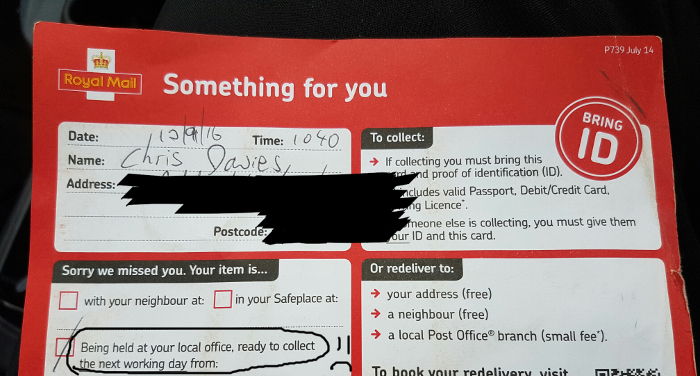 P739 July 14
Royal Mail
Something for you
Date: Time: 1040
Name: Chris Davies
Address:
Postcode:
To collect:
If collecting you must bring this
and proof of identification (ID).
includes valid Passport, Debit/Credit Card,
Licence*.
someone else is collecting, you must give them
your ID and this card.
BRING
ID
Sorry we missed you. Your item is...
with your neighbour at: in your Safeplace at:
Being held at your local office, ready to collect
the next working day from:
Or redeliver to:
your address (free)
a neighbour (free)
a local Post Office® branch (small fee*).
To book your redelivery, visit